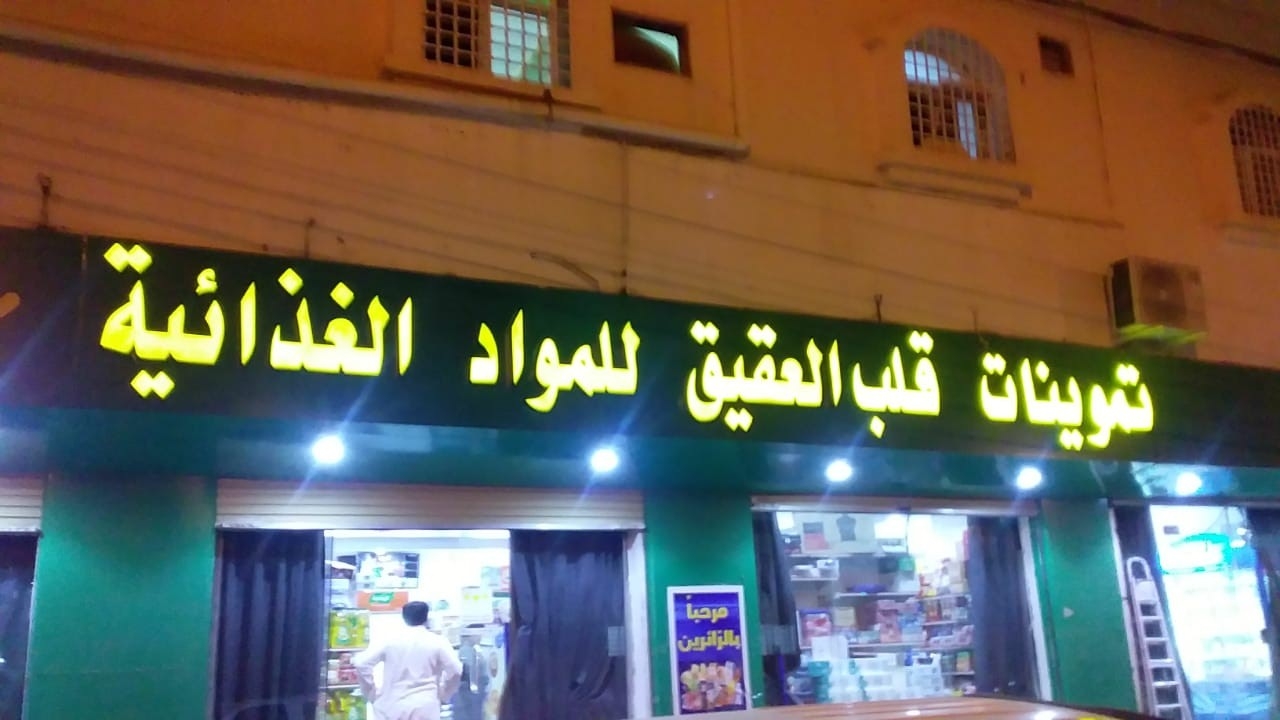 تموينات قلب العقيق للمواد الغذائية
مرحباً
بالزائرين